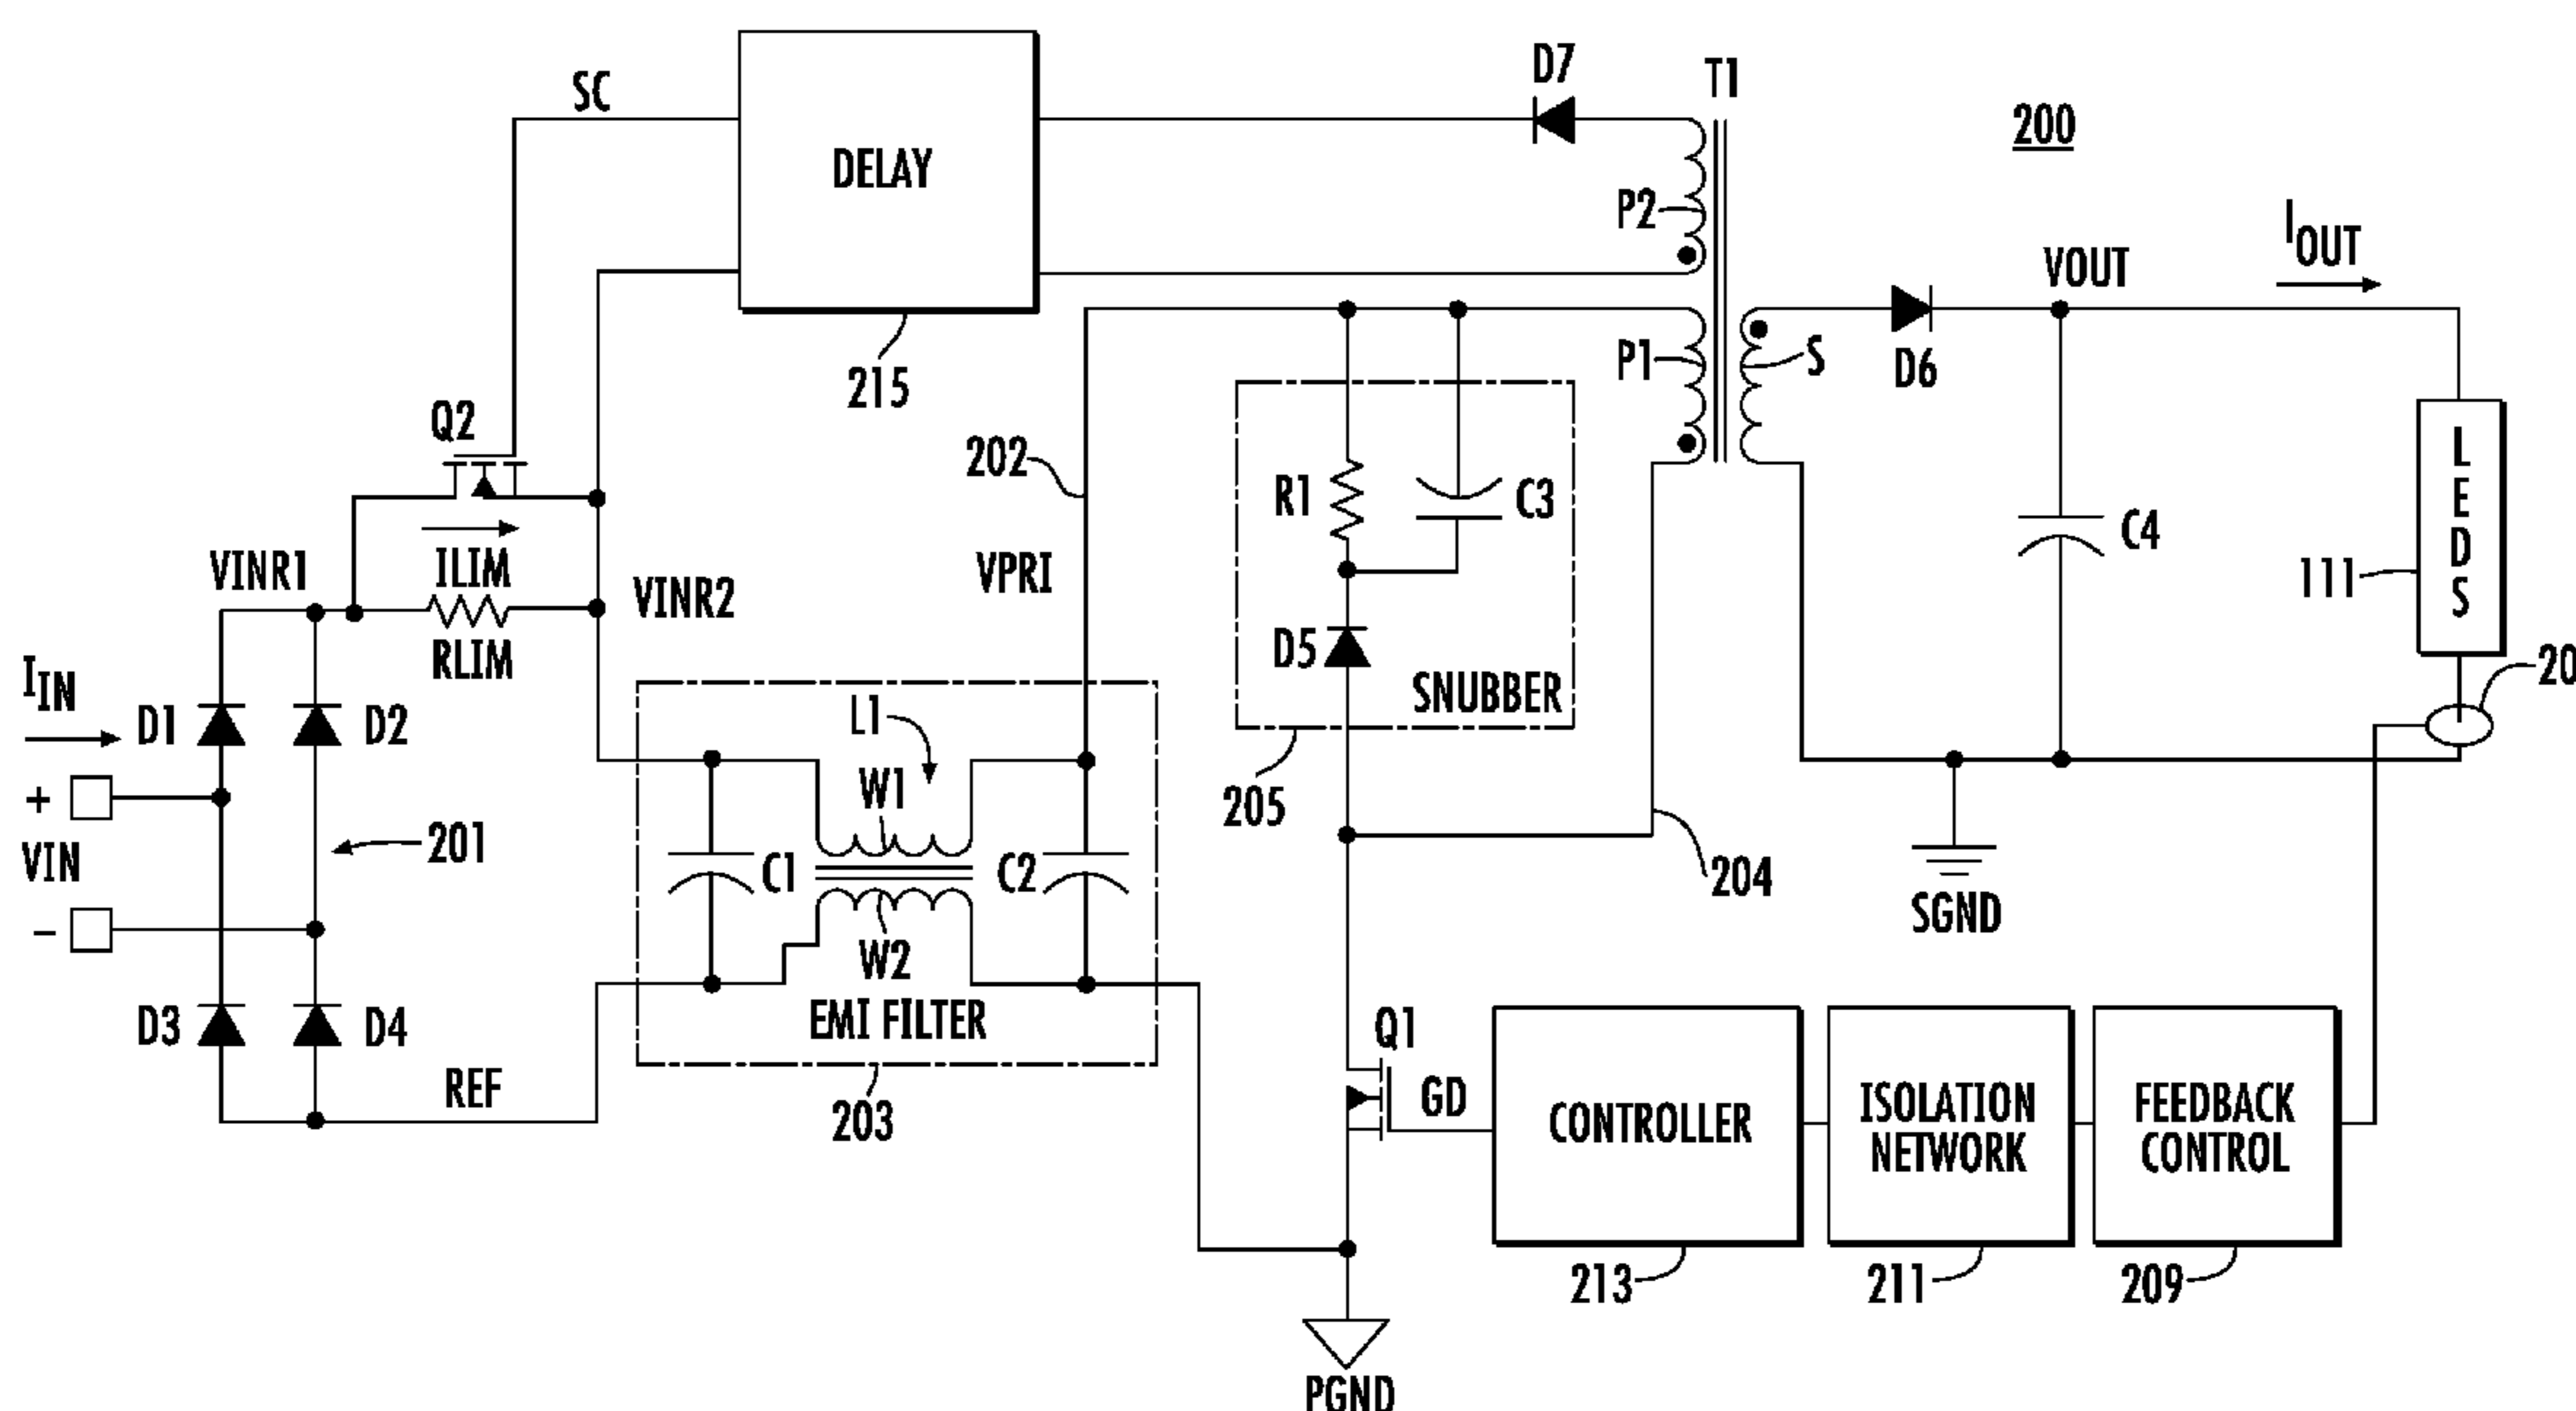 SC
DELAY
D7
T1
200
P2
IOUT
VOUT
215
P1
S
D6
Q2
202
R1
C3
C4
LEDS
111
VINR1
ILIM
RLIM
VINR2
VPRI
D5
SNUBBER
20
IIN
D1
D2
L1
W1
205
+
VIN
-
201
C1
C2
204
SGND
W2
EMI FILTER
D3
D4
REF
203
Q1
GD
CONTROLLER
ISOLATION
NETWORK
FEEDBACK
CONTROL
213
211
209
PGND